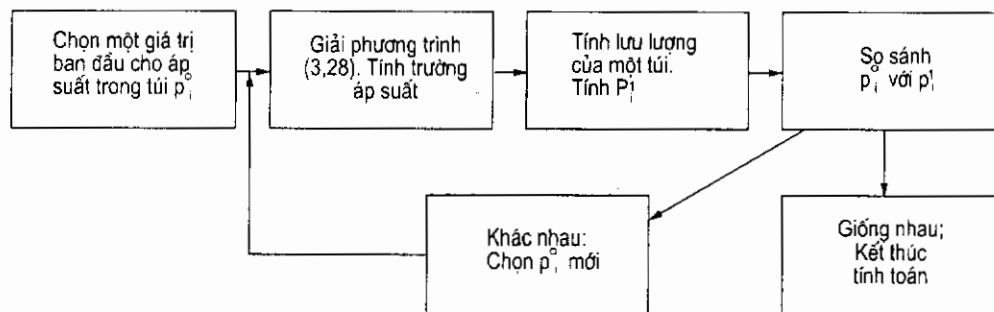 Chọn một giá trị
ban đầu cho áp
suất trong túi p°ᵢ
Giải phương trình
(3,28). Tính trường
áp suất
Tính lưu lượng
của một túi.
Tính P¹ᵢ
So sánh
p°ᵢ với p¹ᵢ
Khác nhau:
Chọn p°ᵢ mới
Giống nhau;
Kết thúc
tính toán